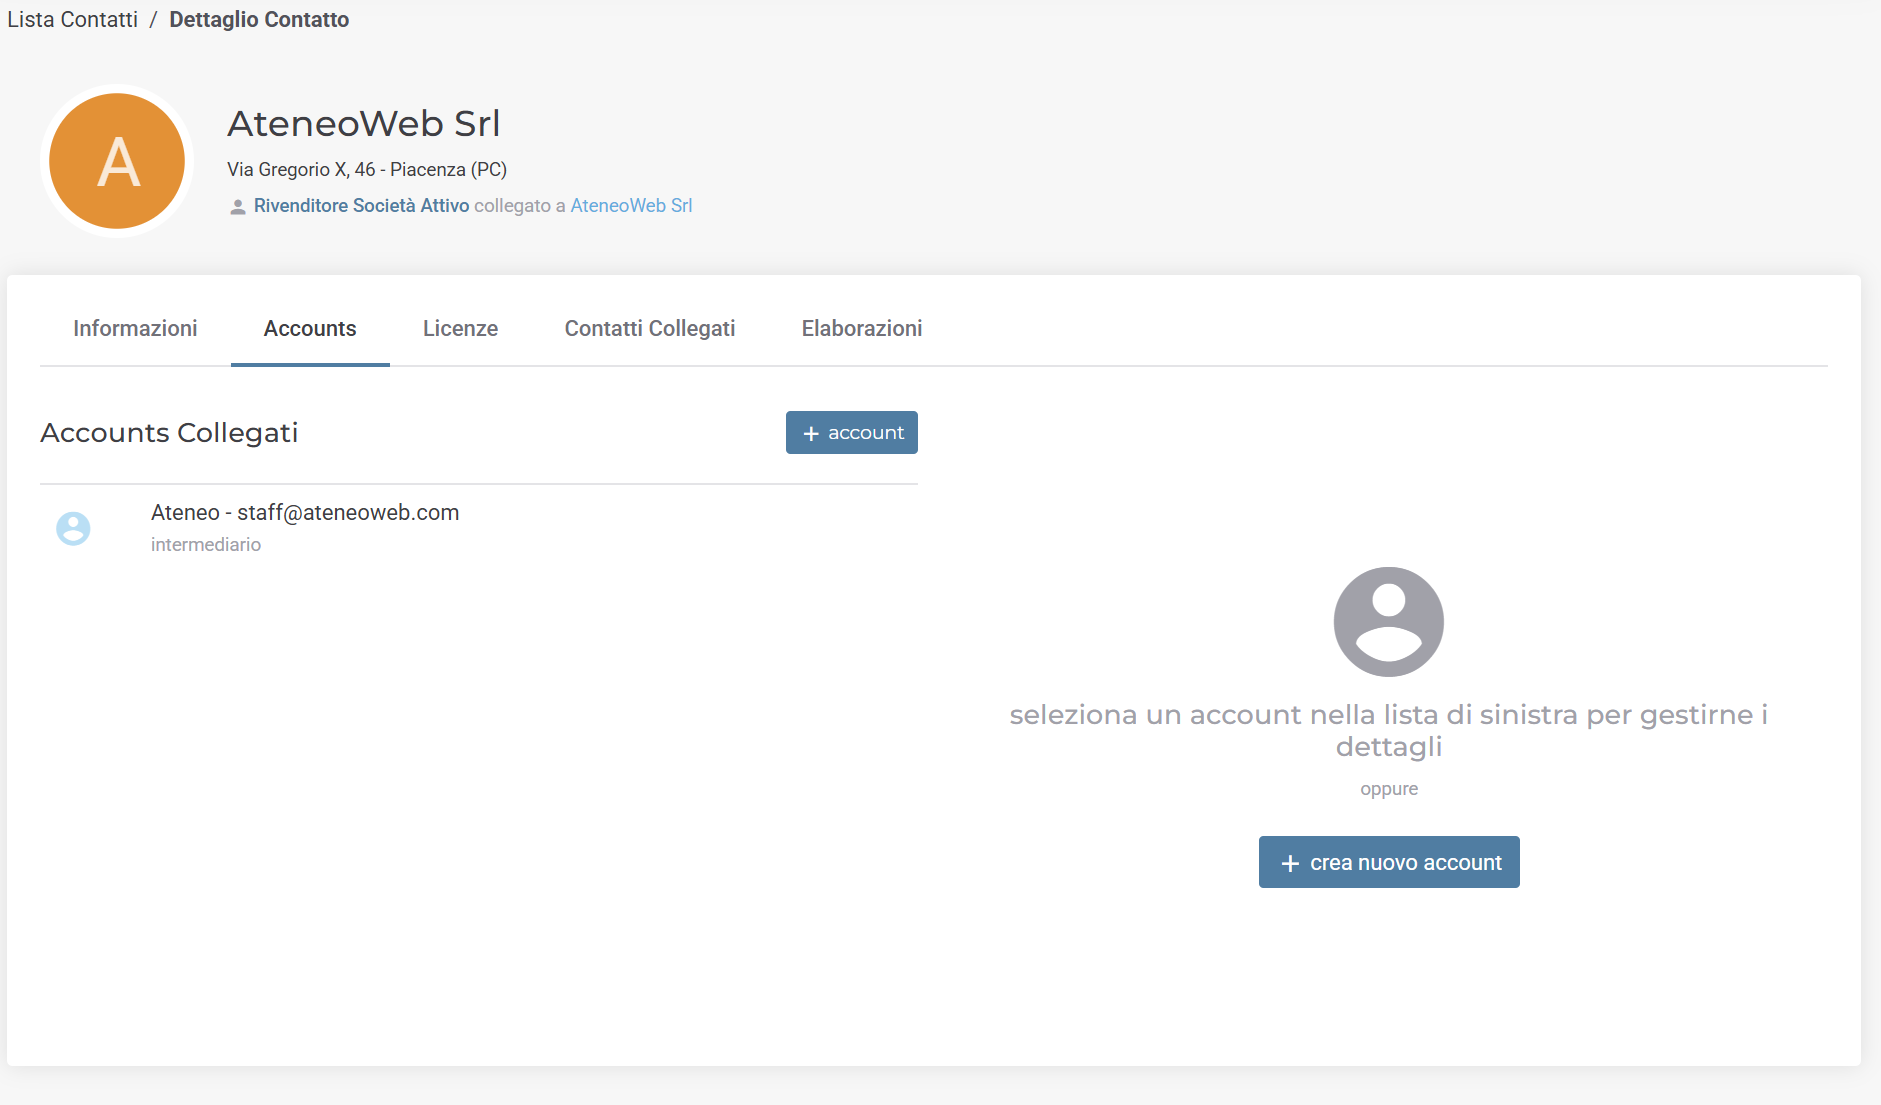 Lista Contatti / Dettaglio Contatto
A
AteneoWeb Srl
Via Gregorio X, 46 - Piacenza (PC)
Rivenditore Società Attivo collegato a AteneoWeb Srl
Informazioni Accounts Licenze Contatti Collegati Elaborazioni
Accounts Collegati
+ account
Ateneo - staff@ateneoweb.com
intermediario
seleziona un account nella lista di sinistra per gestirne i
dettagli
oppure
+ crea nuovo account